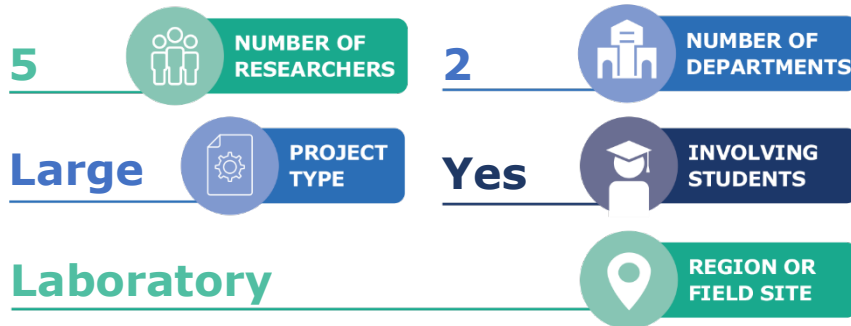 5
NUMBER OF
RESEARCHERS
2
NUMBER OF
DEPARTMENTS
Large
PROJECT
TYPE
Yes
INVOLVING
STUDENTS
Laboratory
REGION OR
FIELD SITE